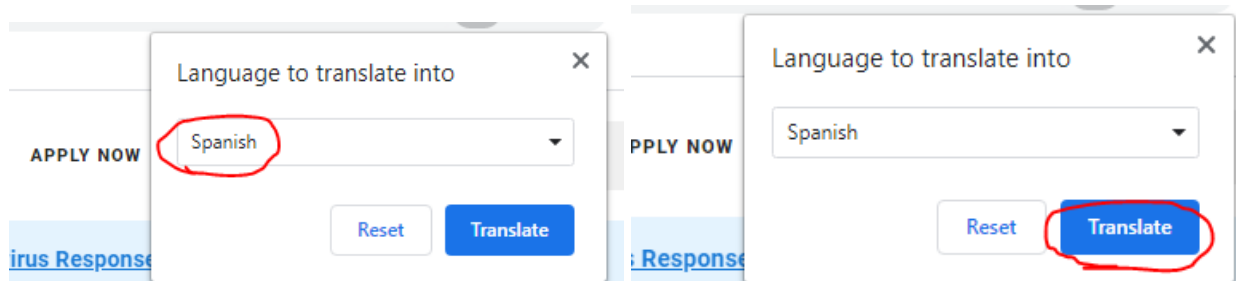 Language to translate into
Spanish
APPLY NOW
Reset Translate
irus Response
Language to translate into
Spanish
PPLY NOW
Reset Translate
Response